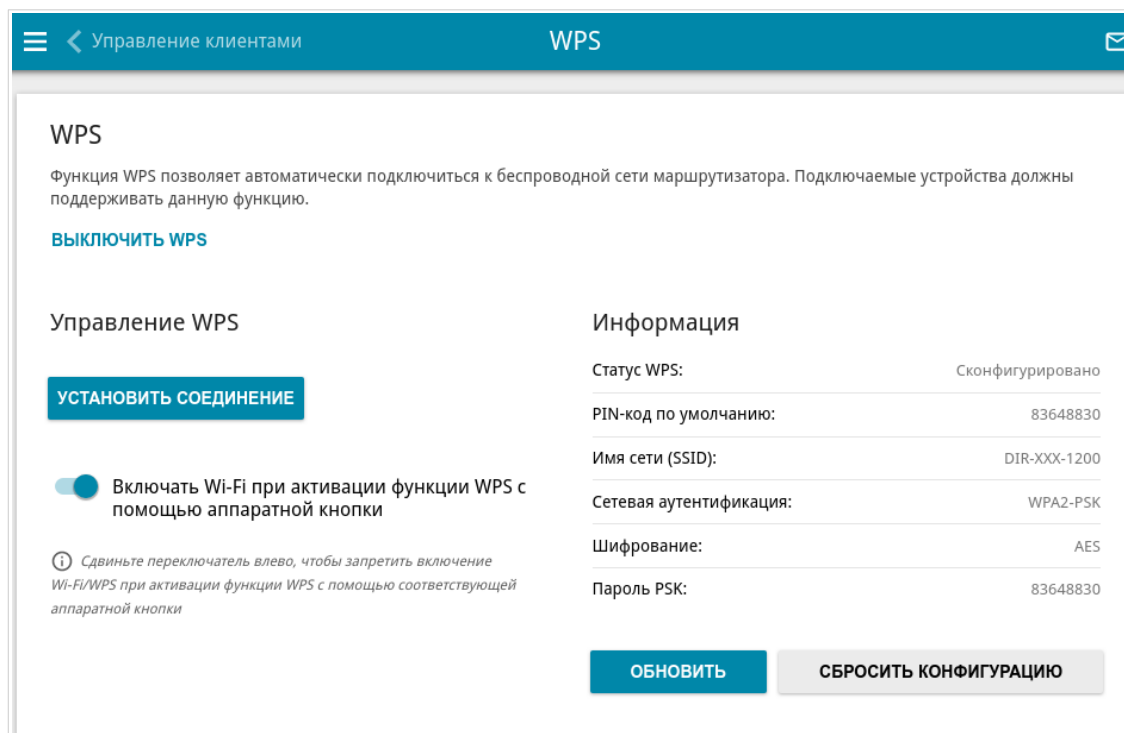 Управление клиентами
WPS
WPS
Функция WPS позволяет автоматически подключиться к беспроводной сети маршрутизатора. Подключаемые устройства должны
поддерживать данную функцию.
ВЫКЛЮЧИТЬ WPS
Управление WPS
УСТАНОВИТЬ СОЕДИНЕНИЕ
Включать Wi-Fi при активации функции WPS с
помощью аппаратной кнопки
Сдвиньте переключатель влево, чтобы запретить включение
Wi-Fi/WPS при активации функции WPS с помощью соответствующей
аппаратной кнопки
Информация
Статус WPS: Сконфигурировано
PIN-код по умолчанию: 83648830
Имя сети (SSID): DIR-XXX-1200
Сетевая аутентификация: WPA2-PSK
Шифрование: AES
Пароль PSK: 83648830
ОБНОВИТЬ СБРОСИТЬ КОНФИГУРАЦИЮ